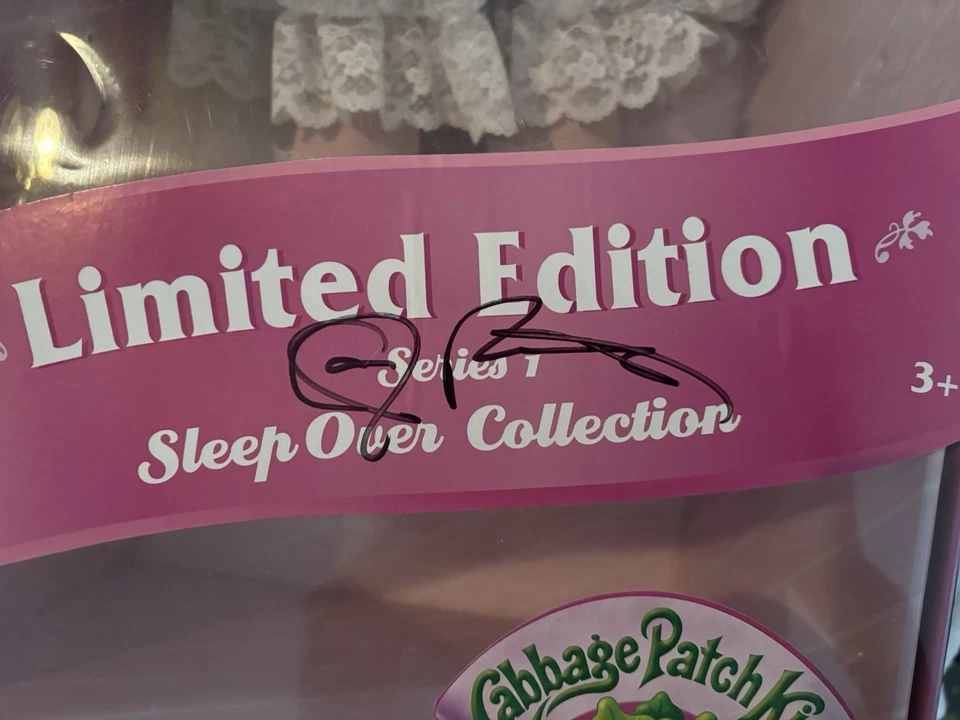 Limited Edition
Series 1
Sleep Over Collection
3+
Cabbage Patch Ki